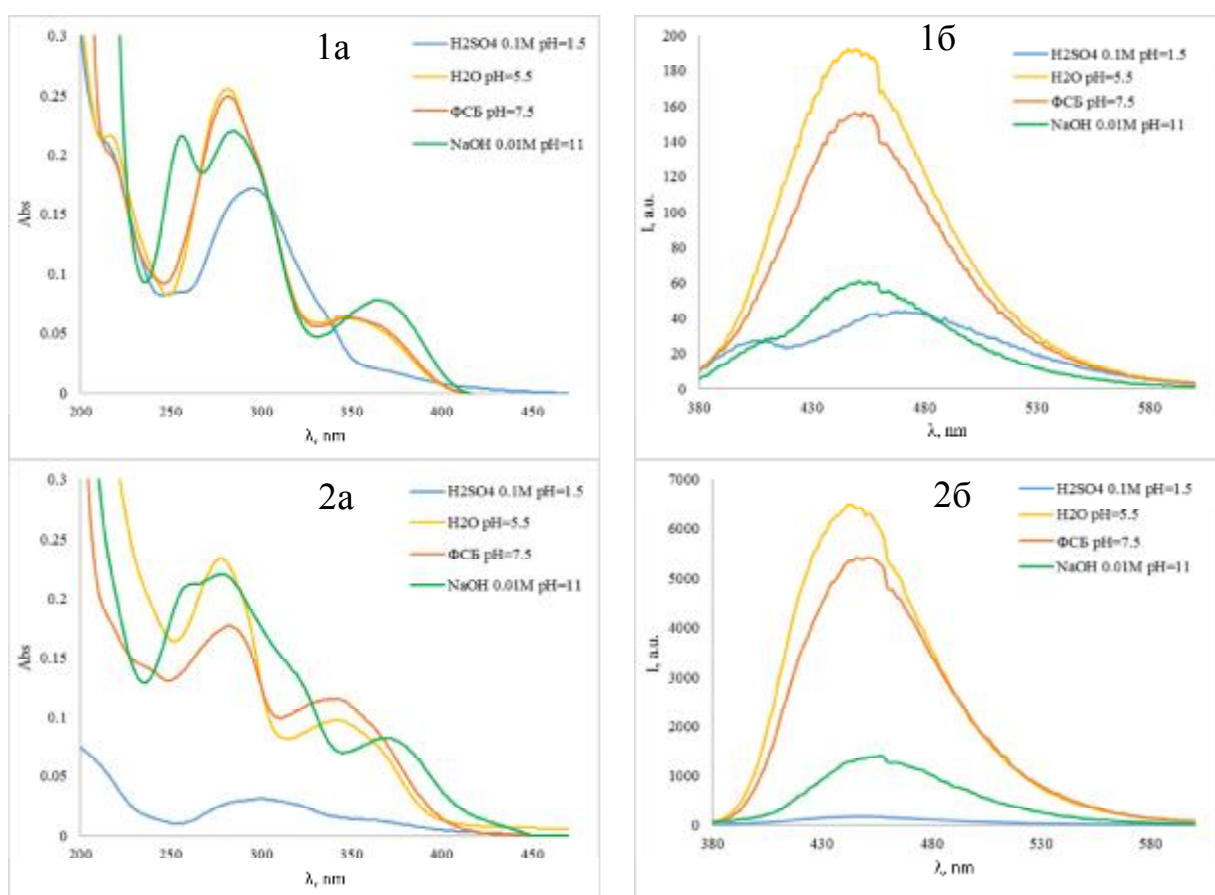 1а
0.3
0.25
0.2
0.15
0.1
0.05
0
Abs
200
250
300
350
400
450
λ, nm
H2SO4 0.1M pH=1.5
H2O pH=5.5
ФСБ pH=7.5
NaOH 0.01M pH=11
1б
200
180
160
140
120
100
80
60
40
20
0
I, a.u.
380
430
480
530
580
λ, nm
H2SO4 0.1M pH=1.5
H2O pH=5.5
ФСБ pH=7.5
NaOH 0.01M pH=11
2а
0.3
0.25
0.2
0.15
0.1
0.05
0
Abs
200
250
300
350
400
450
λ, nm
H2SO4 0.1M pH=1.5
H2O pH=5.5
ФСБ pH=7.5
NaOH 0.01M pH=11
2б
7000
6000
5000
4000
3000
2000
1000
0
I, a.u.
380
430
480
530
580
λ, nm
H2SO4 0.1M pH=1.5
H2O pH=5.5
ФСБ pH=7.5
NaOH 0.01M pH=11